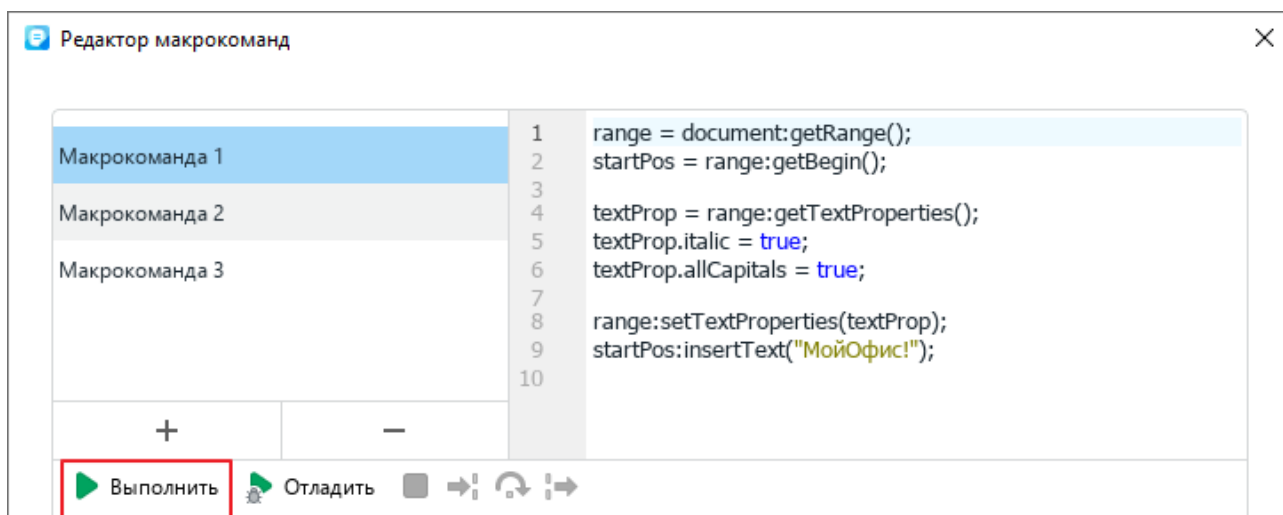 Редактор макрокоманд
Макрокоманда 1
Макрокоманда 2
Макрокоманда 3
+ −
1 range = document:getRange();
2 startPos = range:getBegin();
3
4 textProp = range:getTextProperties();
5 textProp.italic = true;
6 textProp.allCapitals = true;
7
8 range:setTextProperties(textProp);
9 startPos:insertText("МойОфис!");
10
Выполнить Отладить